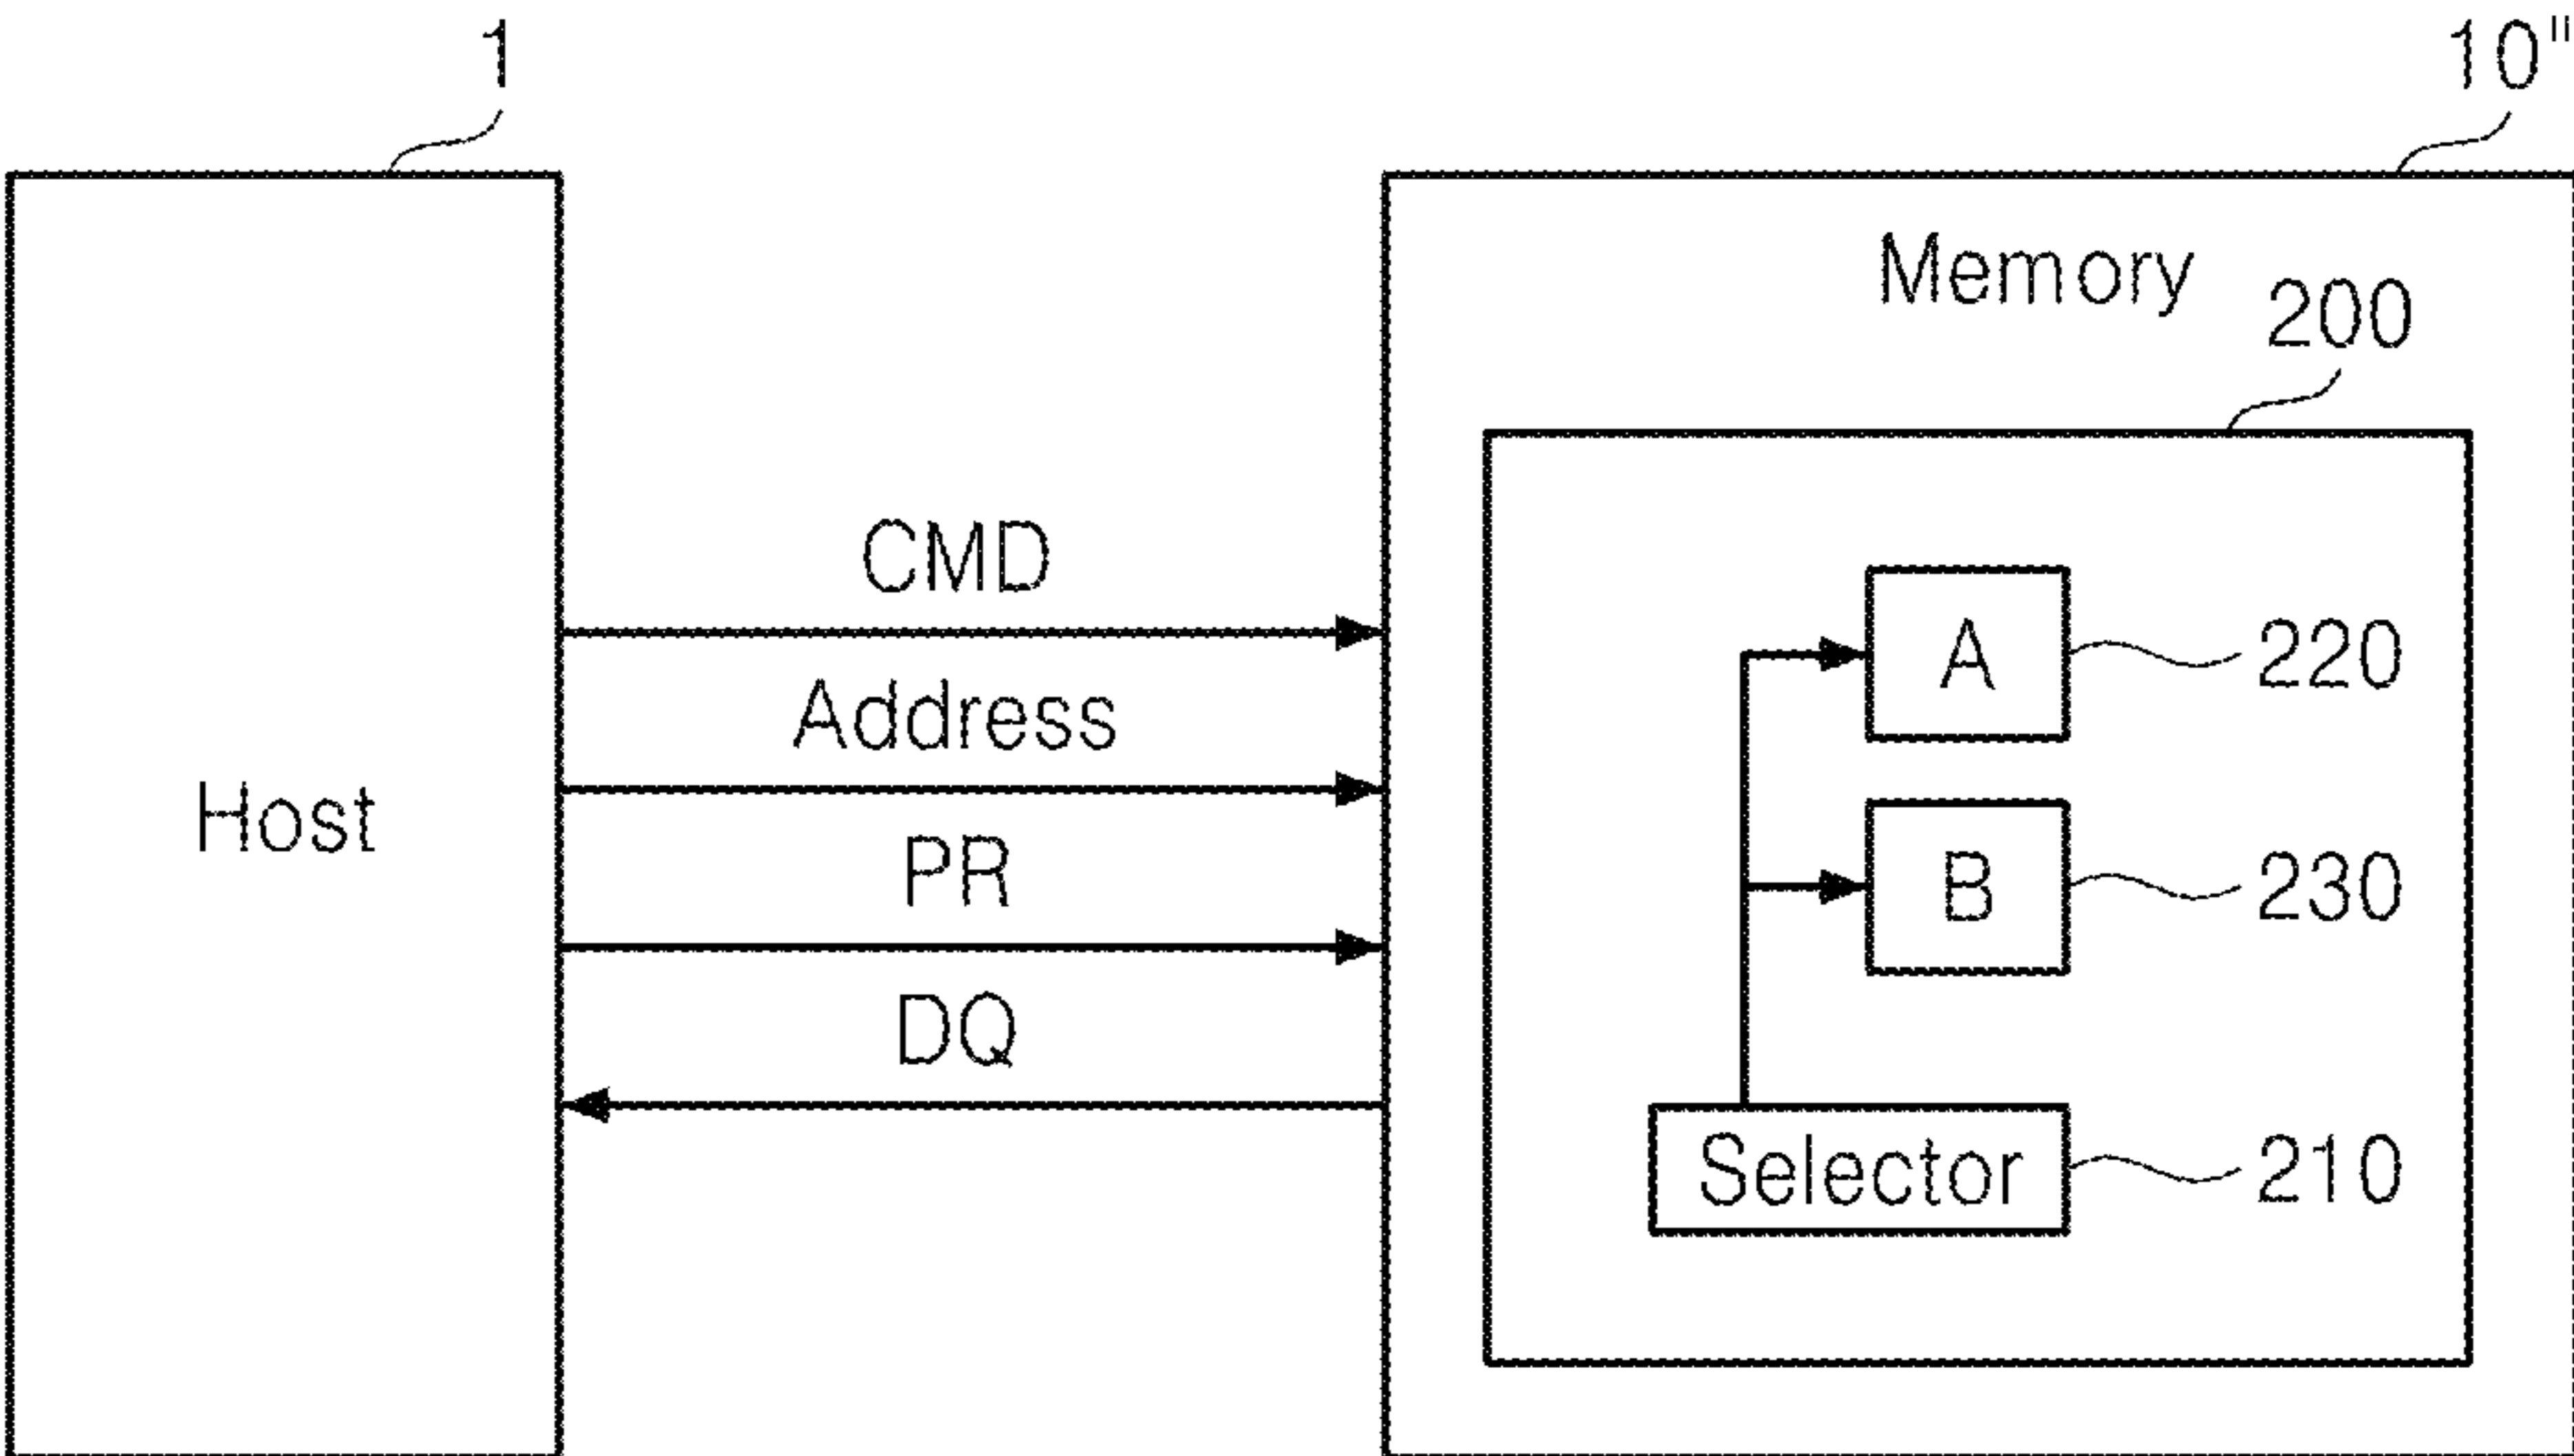 1
10"
Memory
200
CMD
A
220
Address
Host
PR
B
230
DQ
Selector
210